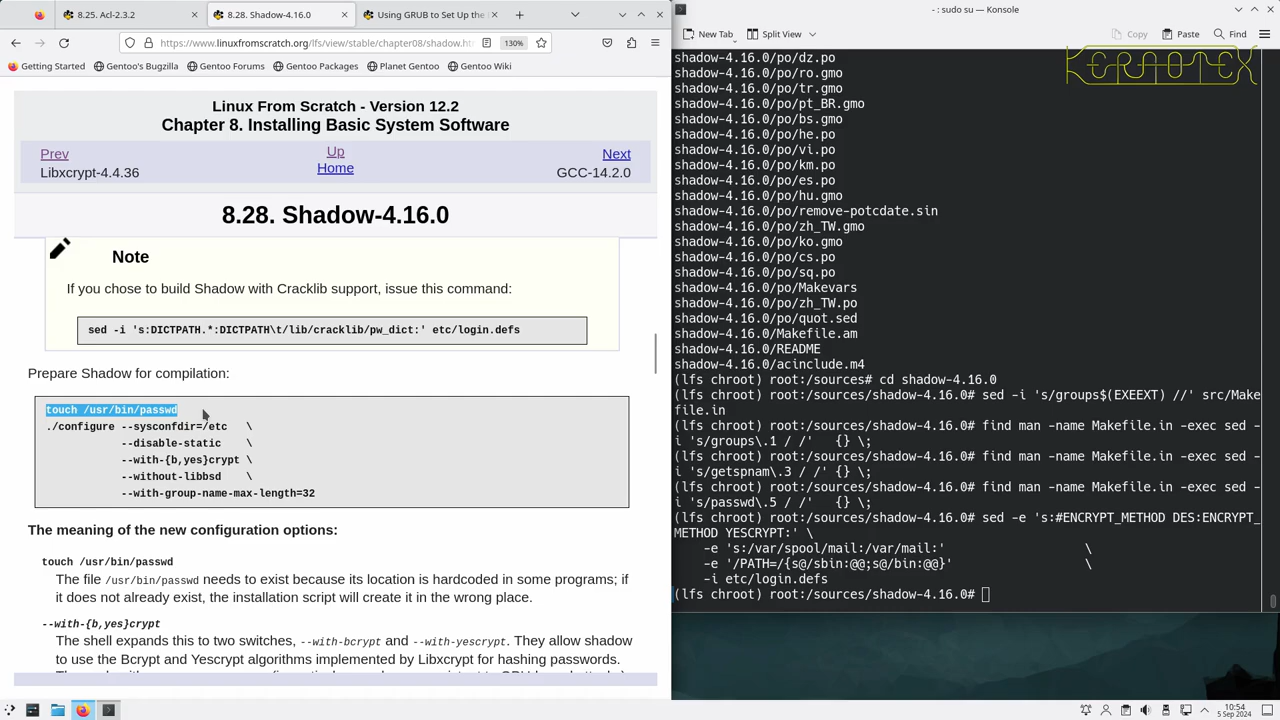 8.25. Acl-2.3.2
8.28. Shadow-4.16.0
Using GRUB to Set Up the
https://www.linuxfromscratch.org/lfs/view/stable/chapter08/shadow.ht
130%
Getting Started
Gentoo's Bugzilla
Gentoo Forums
Gentoo Packages
Planet Gentoo
Gentoo Wiki
Linux From Scratch - Version 12.2
Chapter 8. Installing Basic System Software
Prev
Up
Next
Libxcrypt-4.4.36
Home
GCC-14.2.0
8.28. Shadow-4.16.0
Note
If you chose to build Shadow with Cracklib support, issue this command:
sed -i 's:DICTPATH.*:DICTPATH\t/lib/cracklib/pw_dict:' etc/login.defs
Prepare Shadow for compilation:
touch /usr/bin/passwd
./configure --sysconfdir=/etc   \
--disable-static    \
--with-{b,yes}crypt \
--without-libbsd    \
--with-group-name-max-length=32
The meaning of the new configuration options:
touch /usr/bin/passwd
The file /usr/bin/passwd needs to exist because its location is hardcoded in some programs; if
it does not already exist, the installation script will create it in the wrong place.
--with-{b,yes}crypt
The shell expands this to two switches, --with-bcrypt and --with-yescrypt. They allow shadow
to use the Bcrypt and Yescrypt algorithms implemented by Libxcrypt for hashing passwords.
- : sudo su — Konsole
New Tab
Split View
Copy
Paste
Find
KERNOTEX
shadow-4.16.0/po/dz.po
shadow-4.16.0/po/ro.gmo
shadow-4.16.0/po/tr.gmo
shadow-4.16.0/po/pt_BR.gmo
shadow-4.16.0/po/bs.gmo
shadow-4.16.0/po/he.po
shadow-4.16.0/po/vi.po
shadow-4.16.0/po/km.po
shadow-4.16.0/po/es.po
shadow-4.16.0/po/hu.gmo
shadow-4.16.0/po/remove-potcdate.sin
shadow-4.16.0/po/zh_TW.gmo
shadow-4.16.0/po/ko.gmo
shadow-4.16.0/po/cs.po
shadow-4.16.0/po/sq.po
shadow-4.16.0/po/Makevars
shadow-4.16.0/po/zh_TW.po
shadow-4.16.0/po/quot.sed
shadow-4.16.0/Makefile.am
shadow-4.16.0/README
shadow-4.16.0/acinclude.m4
(lfs chroot) root:/sources# cd shadow-4.16.0
(lfs chroot) root:/sources/shadow-4.16.0# sed -i 's/groups$(EXEEXT) //' src/Make
file.in
(lfs chroot) root:/sources/shadow-4.16.0# find man -name Makefile.in -exec sed -
i 's/groups\.1 / /'   {} \;
(lfs chroot) root:/sources/shadow-4.16.0# find man -name Makefile.in -exec sed -
i 's/getspnam\.3 / /' {} \;
(lfs chroot) root:/sources/shadow-4.16.0# find man -name Makefile.in -exec sed -
i 's/passwd\.5 / /'   {} \;
(lfs chroot) root:/sources/shadow-4.16.0# sed -e 's:#ENCRYPT_METHOD DES:ENCRYPT_
METHOD YESCRYPT:' \
-e 's:/var/spool/mail:/var/mail:'                   \
-e '/PATH=/{s@/sbin:@@;s@/bin:@@}'                  \
-i etc/login.defs
(lfs chroot) root:/sources/shadow-4.16.0#
10:54
5 Sep 2024